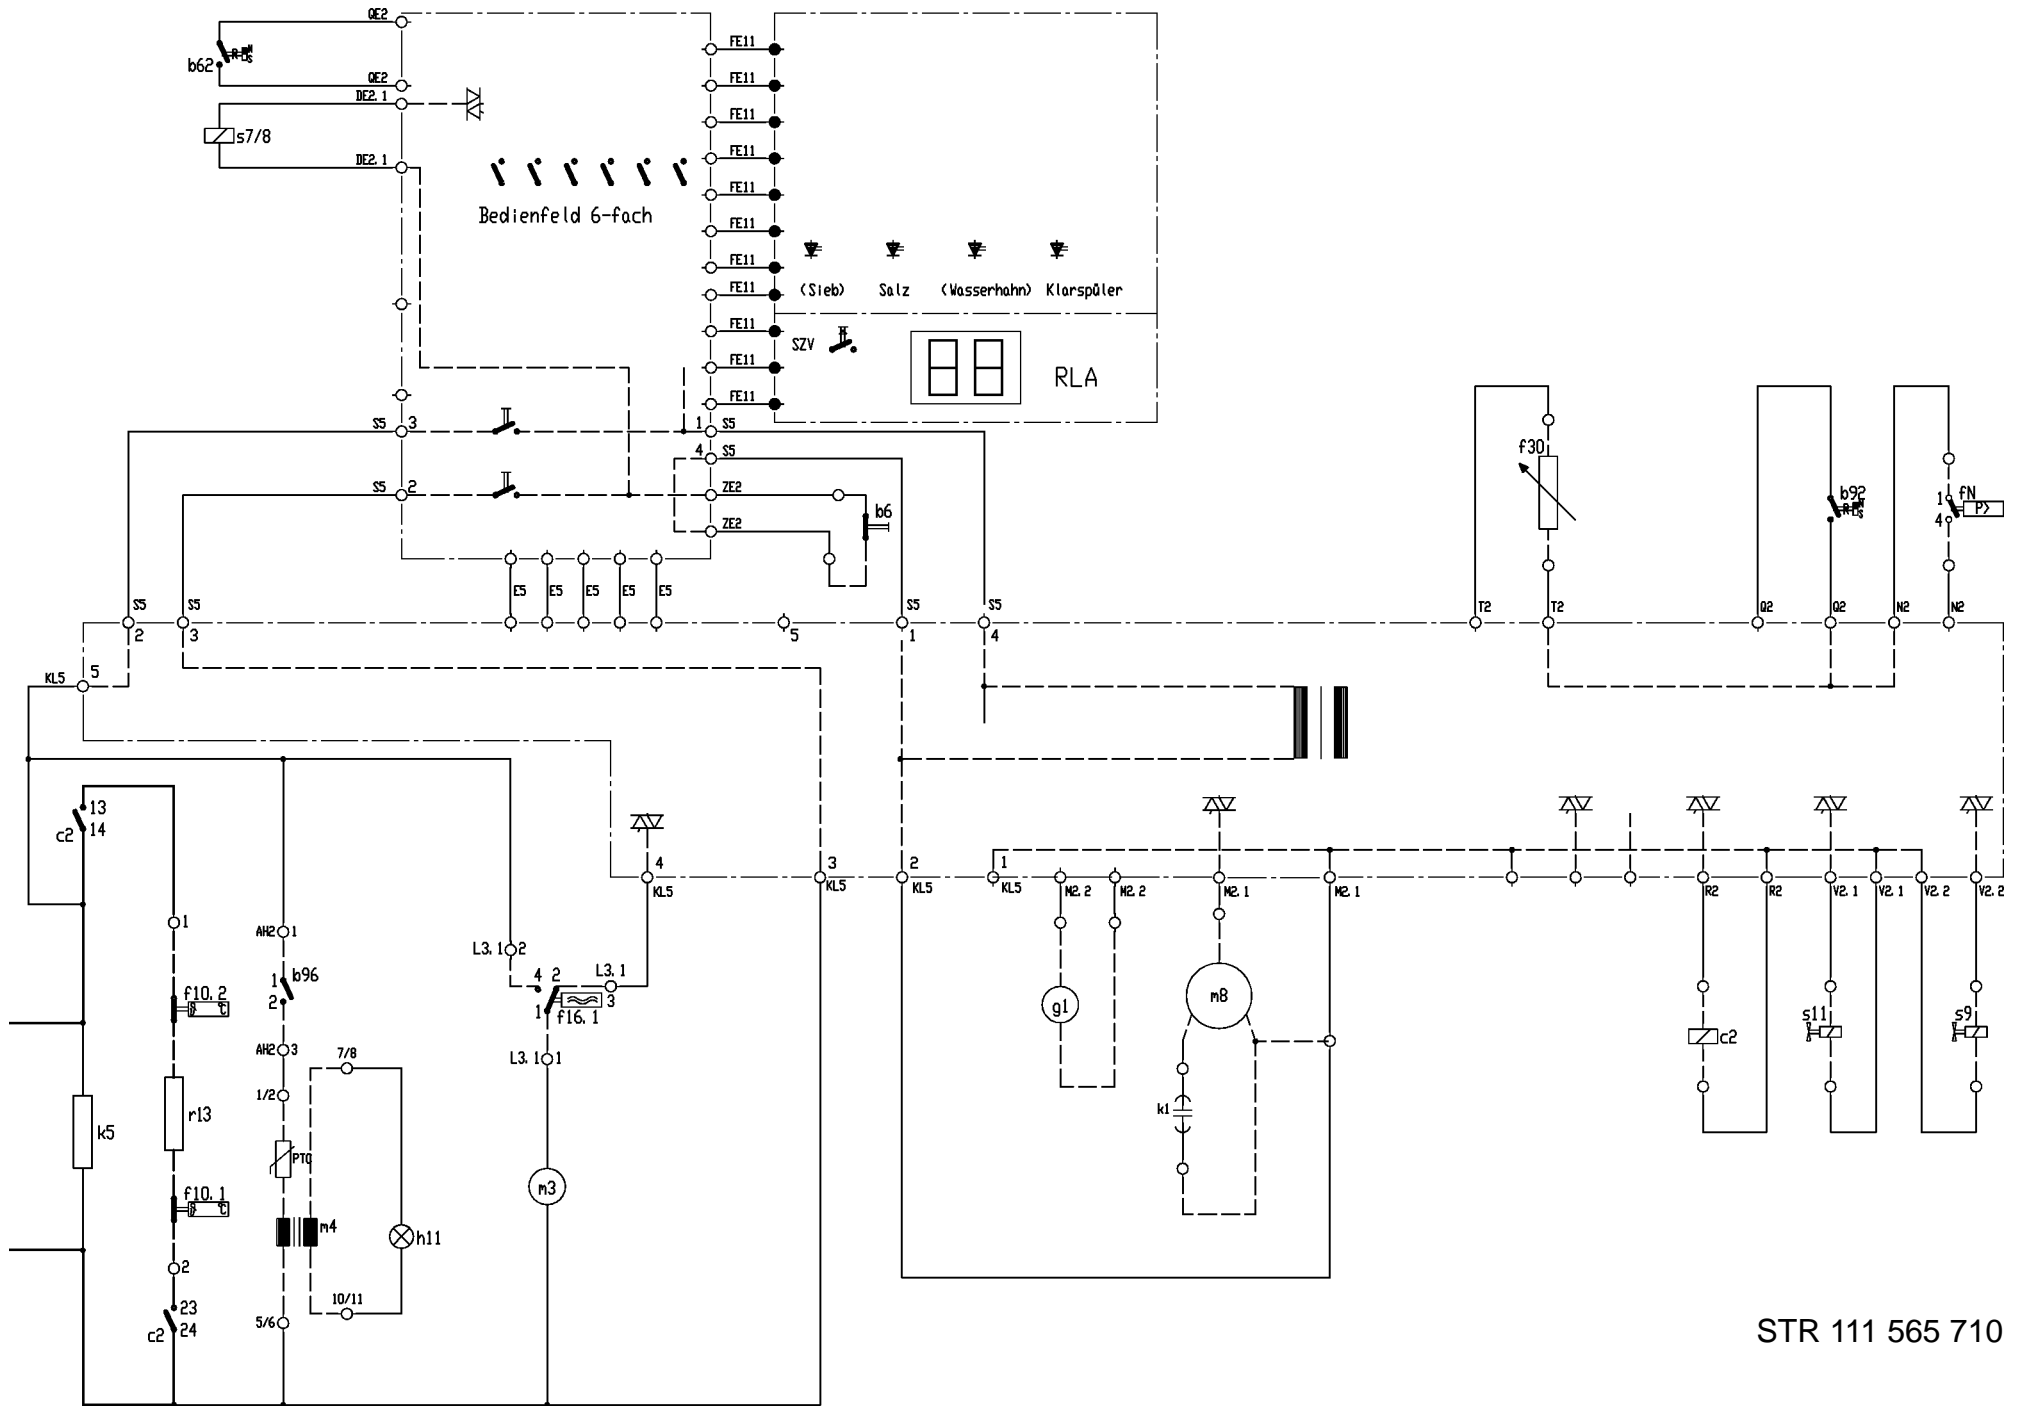 QE2
R
b62
QE2
DE2.1
s7/8
DE2.1
Bedienfeld 6-fach
FE11
FE11
FE11
FE11
FE11
FE11
FE11
FE11
FE11
FE11
FE11
(Sieb) Salz (Wasserhahn) Klarspüler
SZV
RLA
S5 3
1 S5
4 S5
S5 2
ZE2
ZE2
b6
E5 E5 E5 E5 E5
f30
b92
R
1 fN
4 P>
S5 S5 S5 S5 T2 T2 Q2 Q2 N2 N2
2 3 5 1 4
KL5 5
13
c2 14
4 3 2 1
KL5 KL5 KL5 KL5 M2.2 M2.2 M2.1 M2.1 R2 R2 V2.1 V2.1 V2.2 V2.2
1
AH2 1
L3.1 2
4 2 L3.1
3
1 f16.1
1 b96
2
f10.2
°C
AH2 3
7/8
L3.1 1
1/2
r13
k5
PTC
f10.1
°C
m4
h11
m3
2
10/11
5/6
23
c2 24
g1
m8
k1
c2
s11
s9
STR 111 565 710